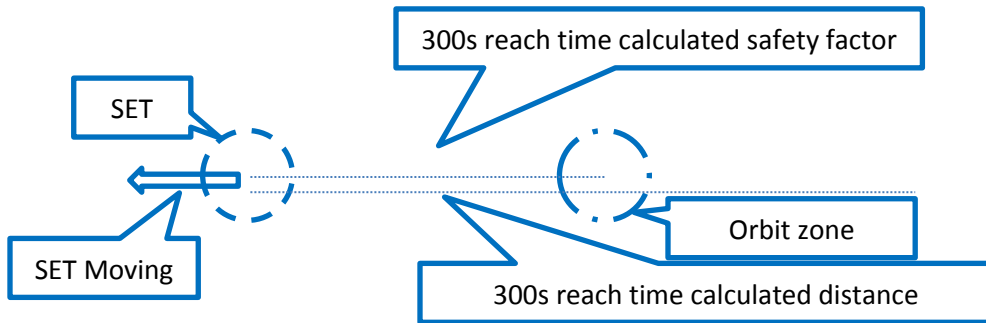 300s reach time calculated safety factor
SET
SET Moving
Orbit zone
300s reach time calculated distance